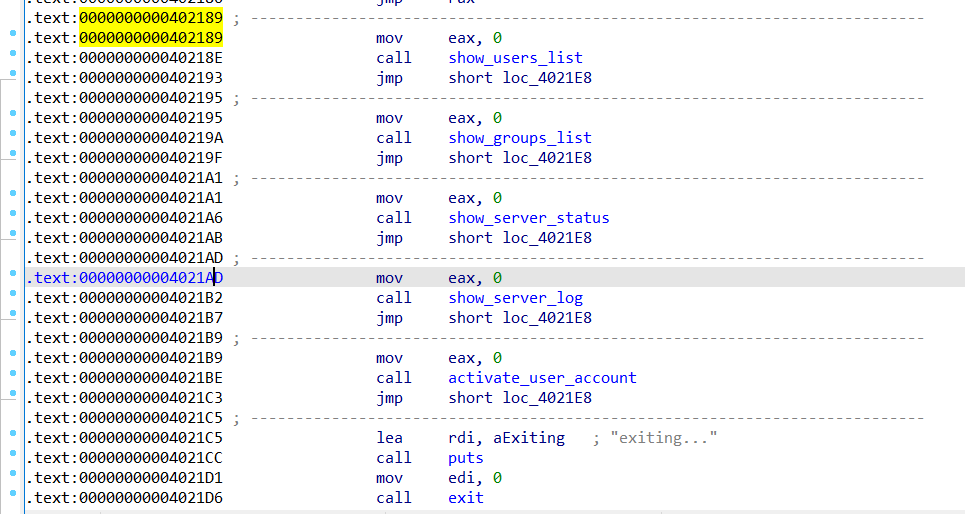 .text:0000000000402189 ; ---------------------------------------------------------------------------
.text:0000000000402189 mov eax, 0
.text:000000000040218E call show_users_list
.text:0000000000402193 jmp short loc_4021E8
.text:0000000000402195 ; ---------------------------------------------------------------------------
.text:0000000000402195 mov eax, 0
.text:000000000040219A call show_groups_list
.text:000000000040219F jmp short loc_4021E8
.text:00000000004021A1 ; ---------------------------------------------------------------------------
.text:00000000004021A1 mov eax, 0
.text:00000000004021A6 call show_server_status
.text:00000000004021AB jmp short loc_4021E8
.text:00000000004021AD ; ---------------------------------------------------------------------------
.text:00000000004021AD mov eax, 0
.text:00000000004021B2 call show_server_log
.text:00000000004021B7 jmp short loc_4021E8
.text:00000000004021B9 ; ---------------------------------------------------------------------------
.text:00000000004021B9 mov eax, 0
.text:00000000004021BE call activate_user_account
.text:00000000004021C3 jmp short loc_4021E8
.text:00000000004021C5 ; ---------------------------------------------------------------------------
.text:00000000004021C5 lea rdi, aExiting ; "exiting..."
.text:00000000004021CC call puts
.text:00000000004021D1 mov edi, 0
.text:00000000004021D6 call exit